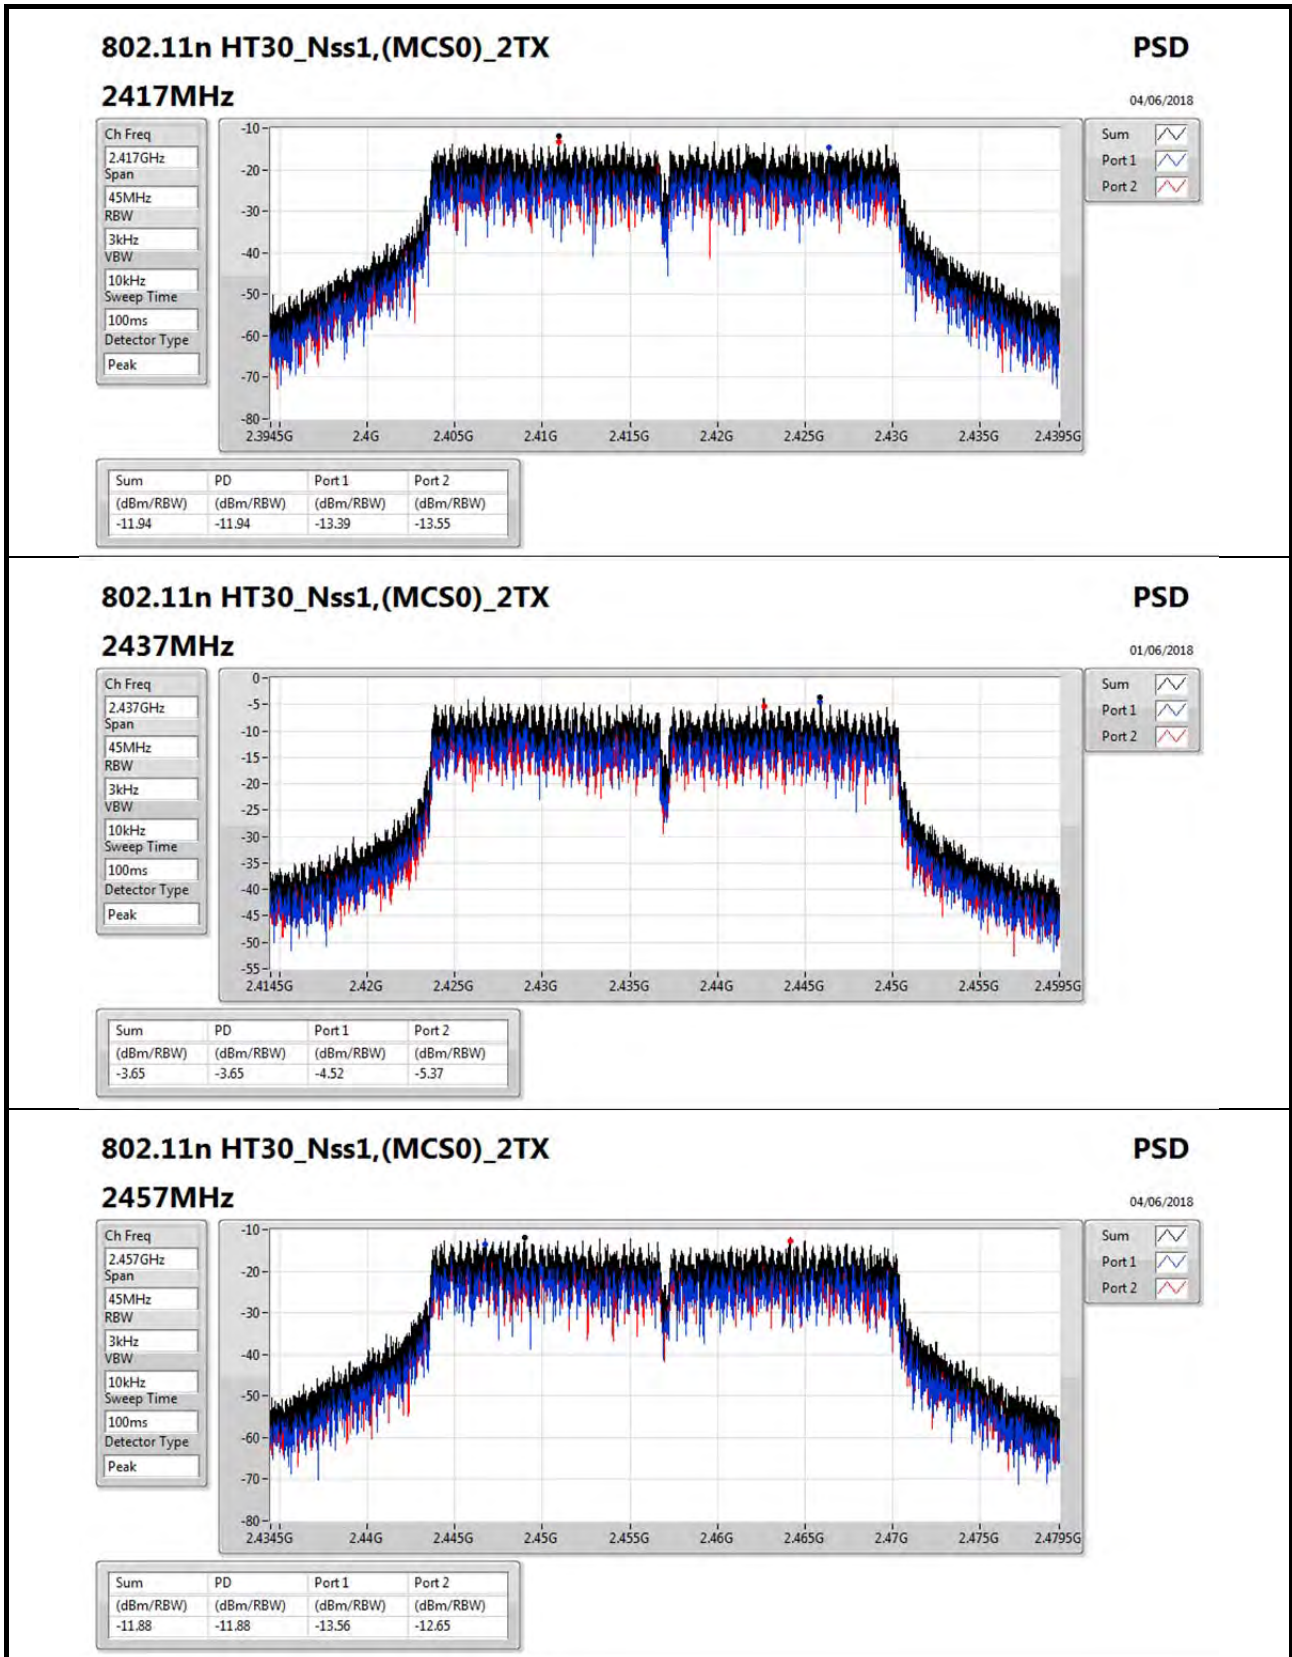 802.11n HT30_Nss1,(MCS0)_2TX PSD
2417MHz 04/06/2018
Ch Freq
2.417GHz
Span
45MHz
RBW
3kHz
VBW
10kHz
Sweep Time
100ms
Detector Type
Peak
-10
-20
-30
-40
-50
-60
-70
-80
2.3945G 2.4G 2.405G 2.41G 2.415G 2.42G 2.425G 2.43G 2.435G 2.4395G
Sum
Port 1
Port 2
Sum PD Port 1 Port 2
(dBm/RBW) (dBm/RBW) (dBm/RBW) (dBm/RBW)
-11.94 -11.94 -13.39 -13.55
802.11n HT30_Nss1,(MCS0)_2TX PSD
2437MHz 01/06/2018
Ch Freq
2.437GHz
Span
45MHz
RBW
3kHz
VBW
10kHz
Sweep Time
100ms
Detector Type
Peak
0
-5
-10
-15
-20
-25
-30
-35
-40
-45
-50
-55
2.4145G 2.42G 2.425G 2.43G 2.435G 2.44G 2.445G 2.45G 2.455G 2.4595G
Sum
Port 1
Port 2
Sum PD Port 1 Port 2
(dBm/RBW) (dBm/RBW) (dBm/RBW) (dBm/RBW)
-3.65 -3.65 -4.52 -5.37
802.11n HT30_Nss1,(MCS0)_2TX PSD
2457MHz 04/06/2018
Ch Freq
2.457GHz
Span
45MHz
RBW
3kHz
VBW
10kHz
Sweep Time
100ms
Detector Type
Peak
-10
-20
-30
-40
-50
-60
-70
-80
2.4345G 2.44G 2.445G 2.45G 2.455G 2.46G 2.465G 2.47G 2.475G 2.4795G
Sum
Port 1
Port 2
Sum PD Port 1 Port 2
(dBm/RBW) (dBm/RBW) (dBm/RBW) (dBm/RBW)
-11.88 -11.88 -13.56 -12.65